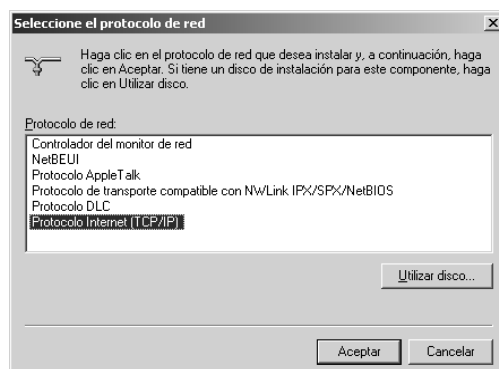 Seleccione el protocolo de red
Haga clic en el protocolo de red que desea instalar y, a continuación, haga
clic en Aceptar. Si tiene un disco de instalación para este componente, haga
clic en Utilizar disco.
Protocolo de red:
Controlador del monitor de red
NetBEUI
Protocolo AppleTalk
Protocolo de transporte compatible con NWLink IPX/SPX/NetBIOS
Protocolo DLC
Protocolo Internet (TCP/IP)
Utilizar disco...
Aceptar Cancelar